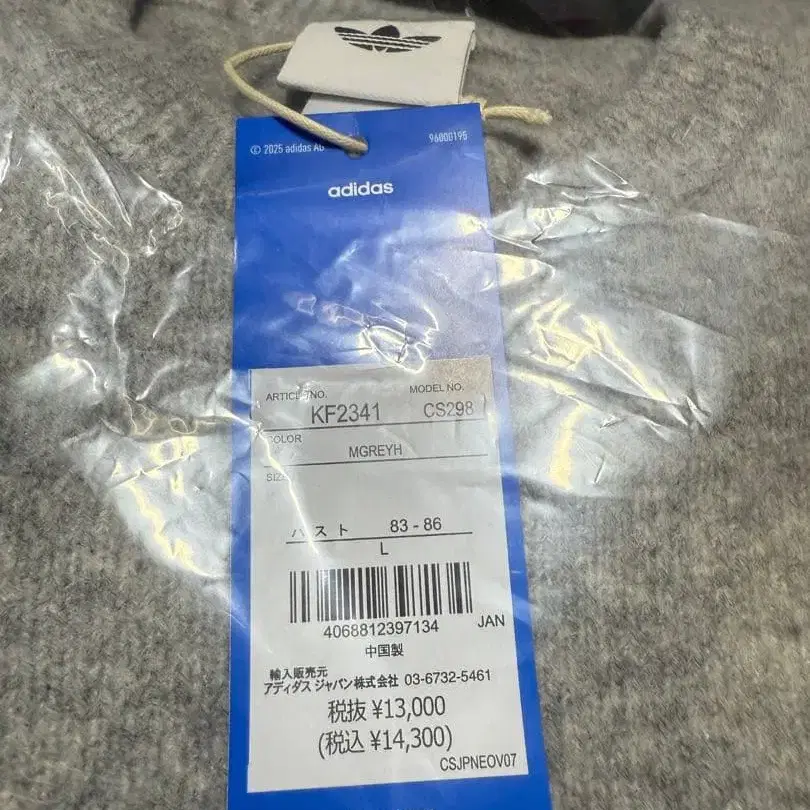 © 2025 adidas AG
96000195
adidas
ARTICLE NO.
MODEL NO.
KF2341
CS298
COLOR
MGREYH
SIZE
バスト 83 - 86
L
4068812397134
JAN
中国製
輸入販売元
アディダス ジャパン株式会社 03-6732-5461
税抜 ¥13,000
(税込 ¥14,300)
CSJPNEOV07